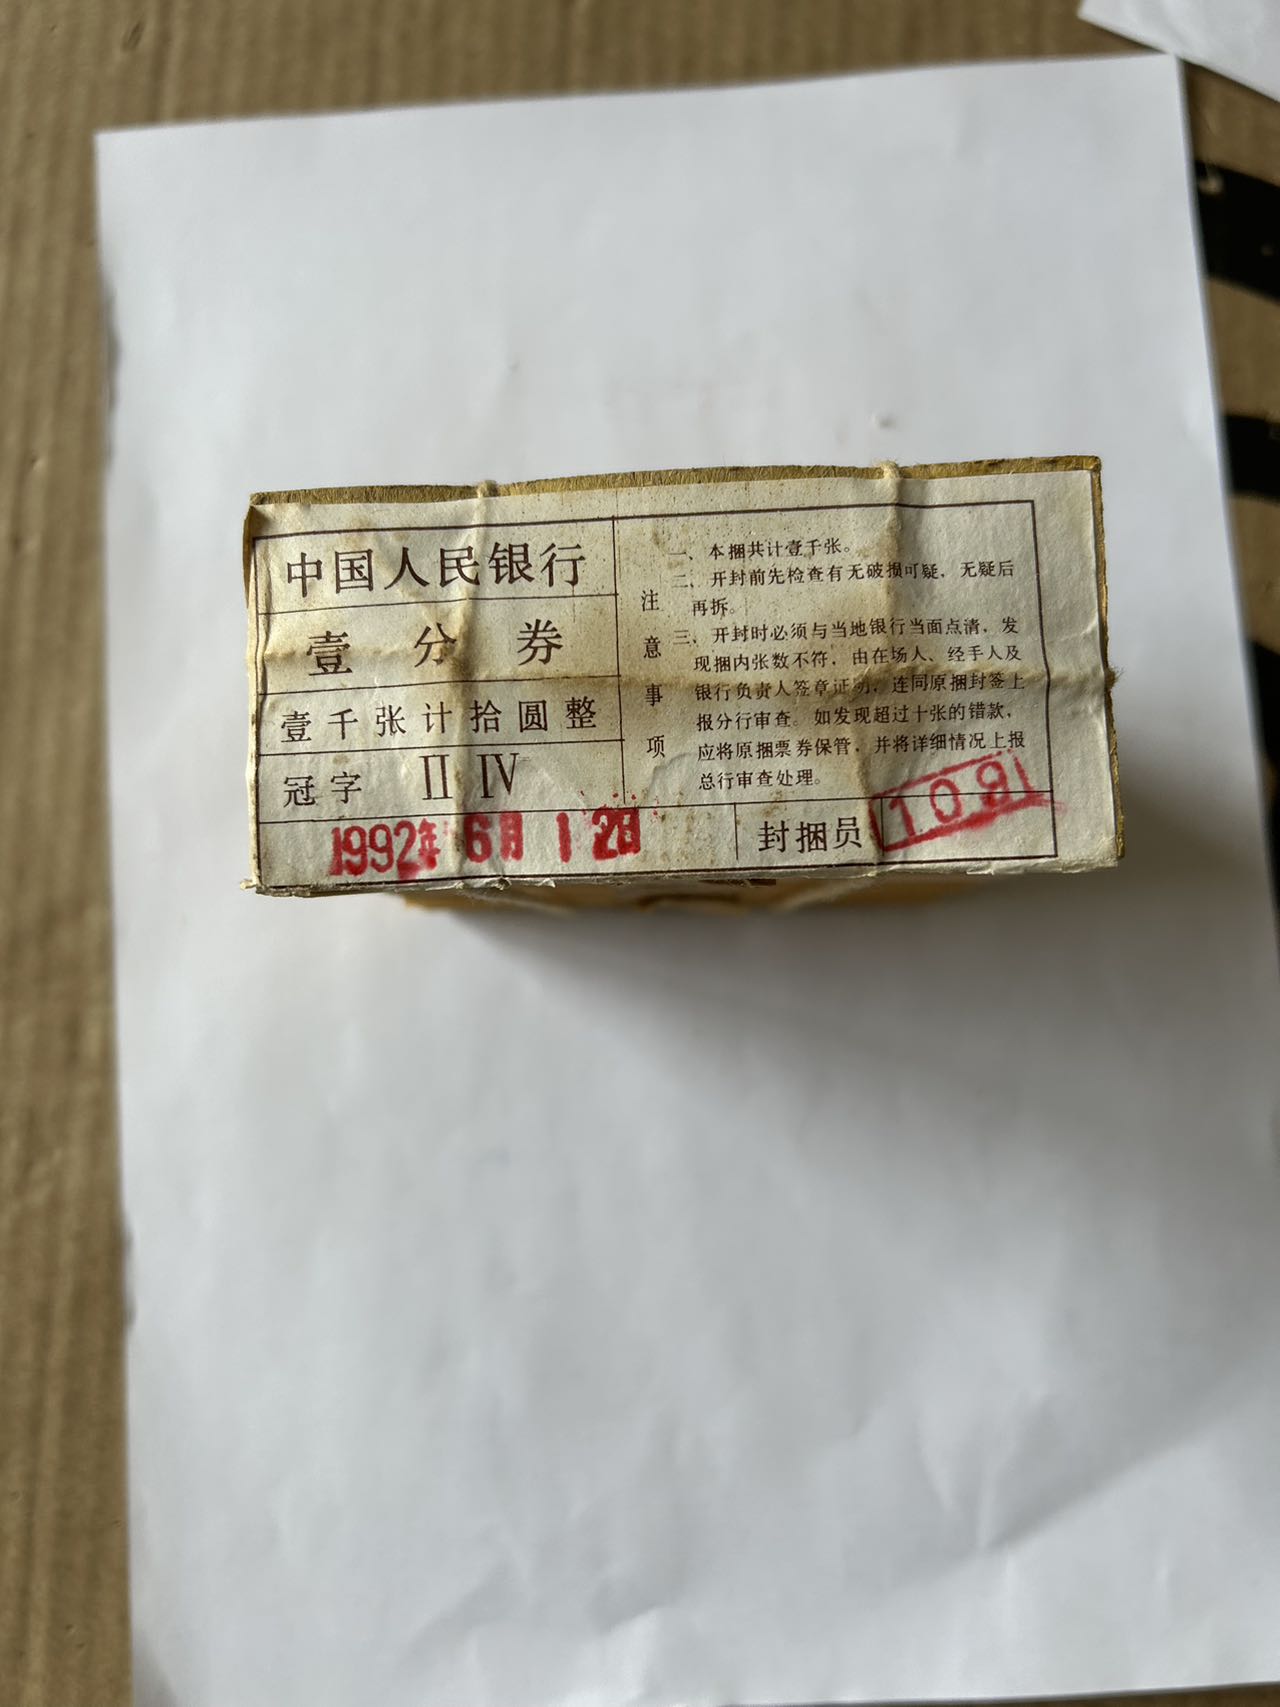 中国人民银行
壹分券
壹千张计拾圆整
冠字 II IV
注意事项
一、本捆共计壹千张。
二、开封前先检查有无破损可疑，无疑后
再拆。
三、开封时必须与当地银行当面点清，发
现捆内张数不符，由在场人、经手人及
银行负责人签章证明，连同原捆封签上
报分行审查。如发现超过十张的错款，
应将原捆票券保管，并将详细情况上报
总行审查处理。
1992年 6月 12日
封捆员 109